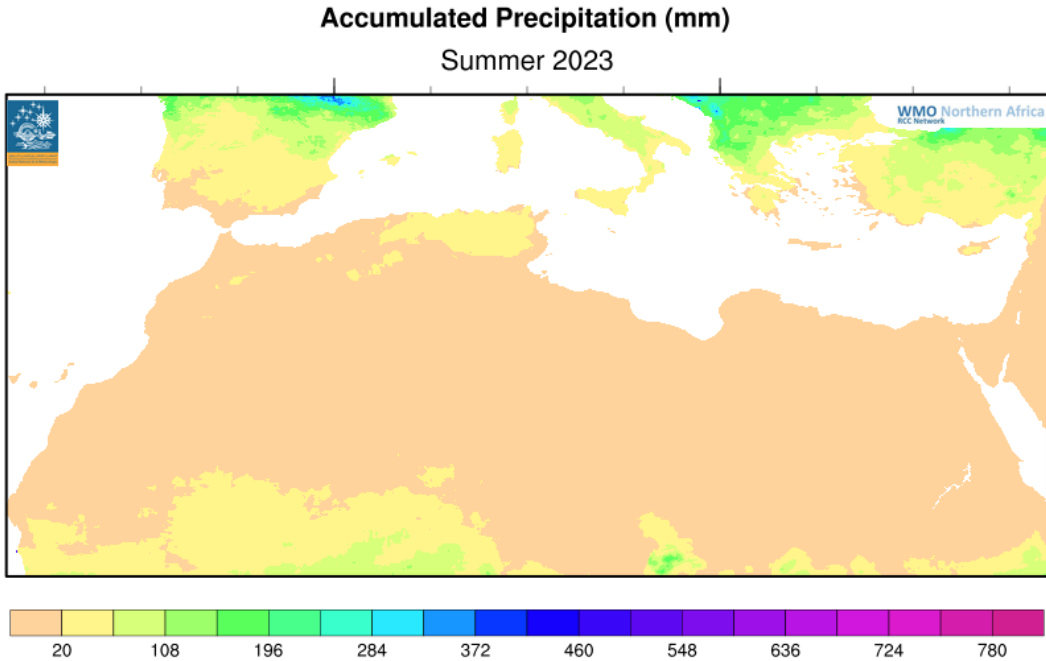 Accumulated Precipitation (mm)
Summer 2023
WMO Northern Africa
RCC Network
20 108 196 284 372 460 548 636 724 780